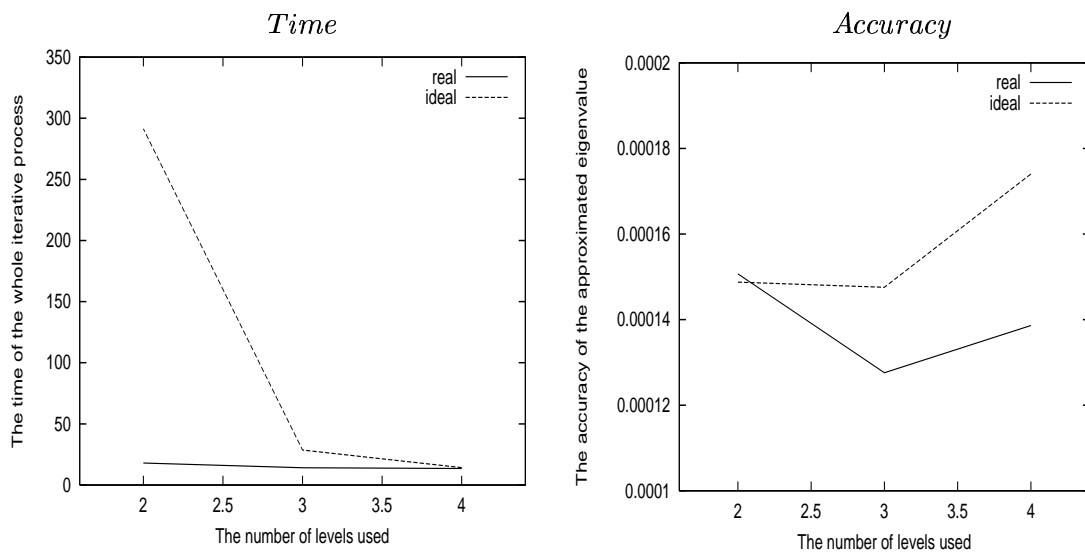 Time
350
300
250
200
150
100
50
0
The time of the whole iterative process
real
ideal
2
2.5
3
3.5
4
The number of levels used
Accuracy
0.0002
0.00018
0.00016
0.00014
0.00012
0.0001
The accuracy of the approximated eigenvalue
real
ideal
2
2.5
3
3.5
4
The number of levels used